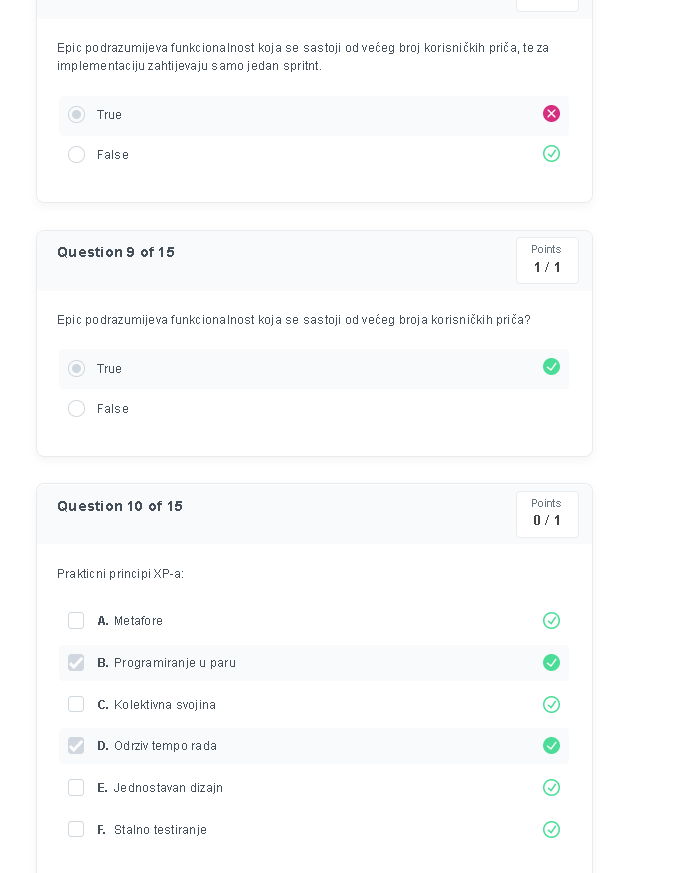 Epic podrazumijeva funkcionalnost koja se sastoji od većeg broj korisničkih priča, te za
implementaciju zahtijevaju samo jedan spritnt.
True
False
Question 9 of 15
Points
1 / 1
Epic podrazumijeva funkcionalnost koja se sastoji od većeg broja korisničkih priča?
True
False
Question 10 of 15
Points
0 / 1
Prakticni principi XP-a:
A. Metafore
B. Programiranje u paru
C. Kolektivna svojina
D. Odrziv tempo rada
E. Jednostavan dizajn
F. Stalno testiranje